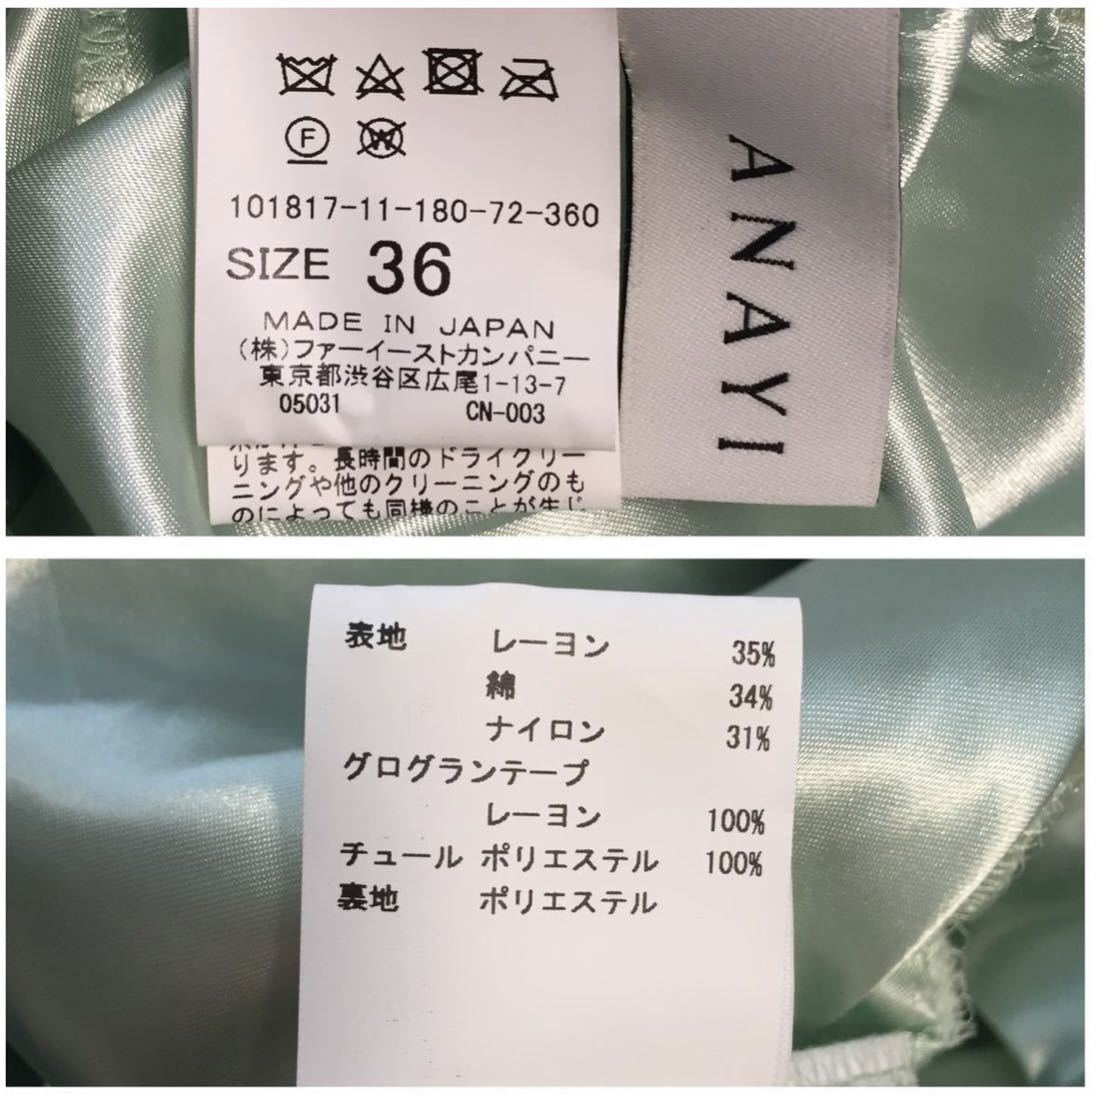 F
W
101817-11-180-72-360
SIZE 36
MADE IN JAPAN
(株)ファーイーストカンパニー
東京都渋谷区広尾1-13-7
05031 CN-003
ります。長時間のドライクリー
ニングや他のクリーニングのも
のによっても同様のことが生じ
ANAYI
表地 レーヨン 35%
綿 34%
ナイロン 31%
グログランテープ
レーヨン 100%
チュール ポリエステル 100%
裏地 ポリエステル